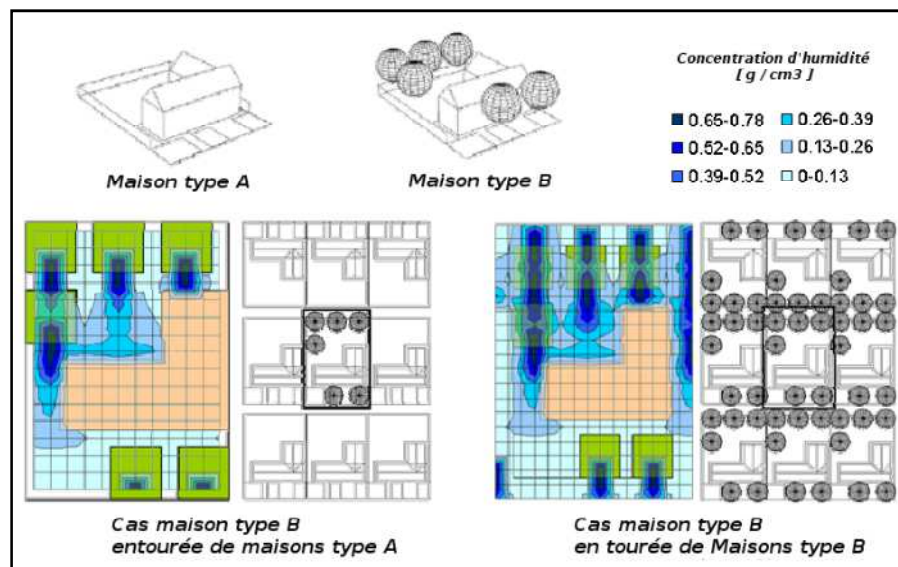 Maison type A
Maison type B
Concentration d'humidité
[ g / cm3 ]
0.65-0.78
0.26-0.39
0.52-0.65
0.13-0.26
0.39-0.52
0-0.13
Cas maison type B
entourée de maisons type A
Cas maison type B
en tourée de Maisons type B